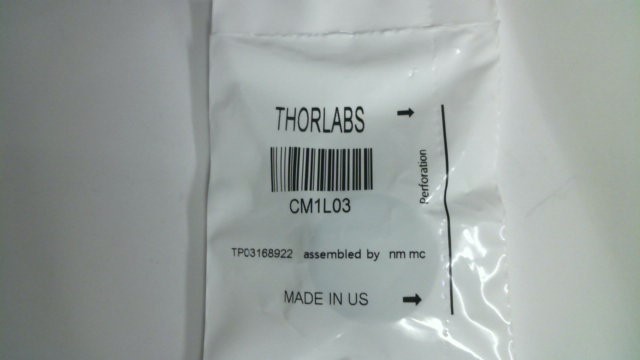 THORLABS
CM1L03
TP03168922 assembled by nm mc
MADE IN US
Perforation